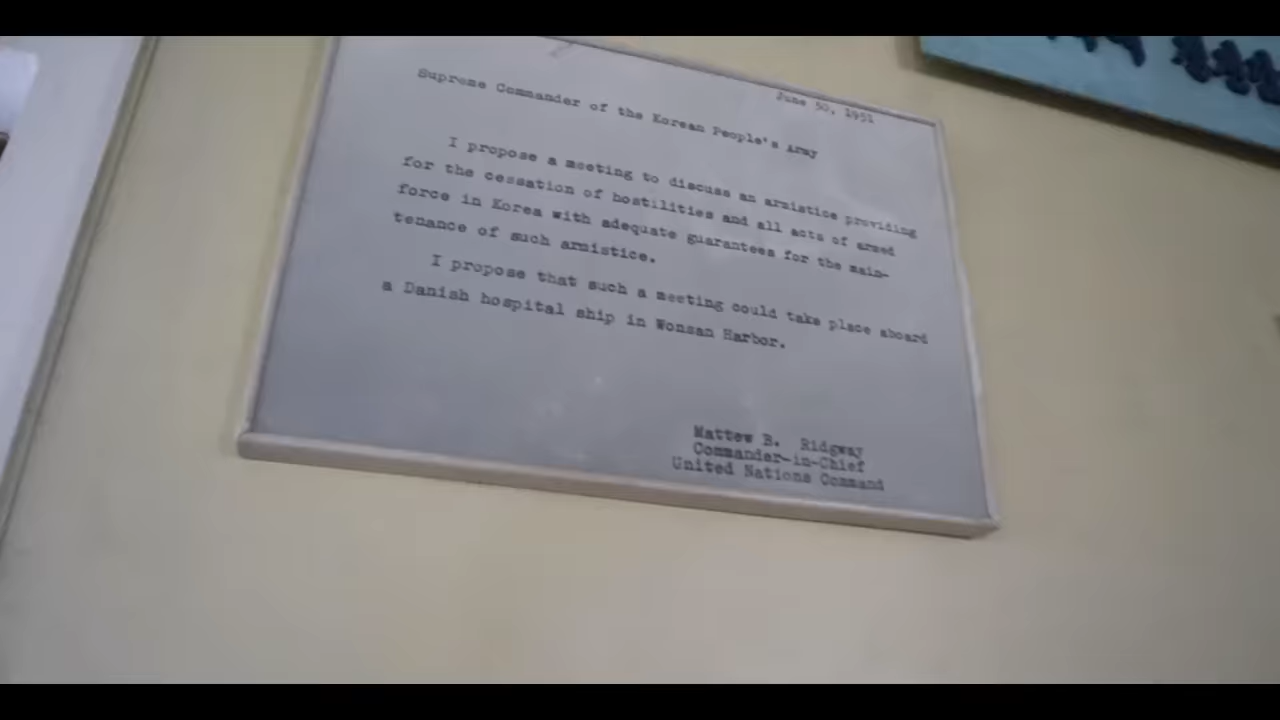 June 30, 1951
Supreme Commander of the Korean People's Army
I propose a meeting to discuss an armistice providing
for the cessation of hostilities and all acts of armed
force in Korea with adequate guarantees for the main-
tenance of such armistice.
I propose that such a meeting could take place aboard
a Danish hospital ship in Wonsan Harbor.
Mattew B. Ridgway
Commander-in-Chief
United Nations Command